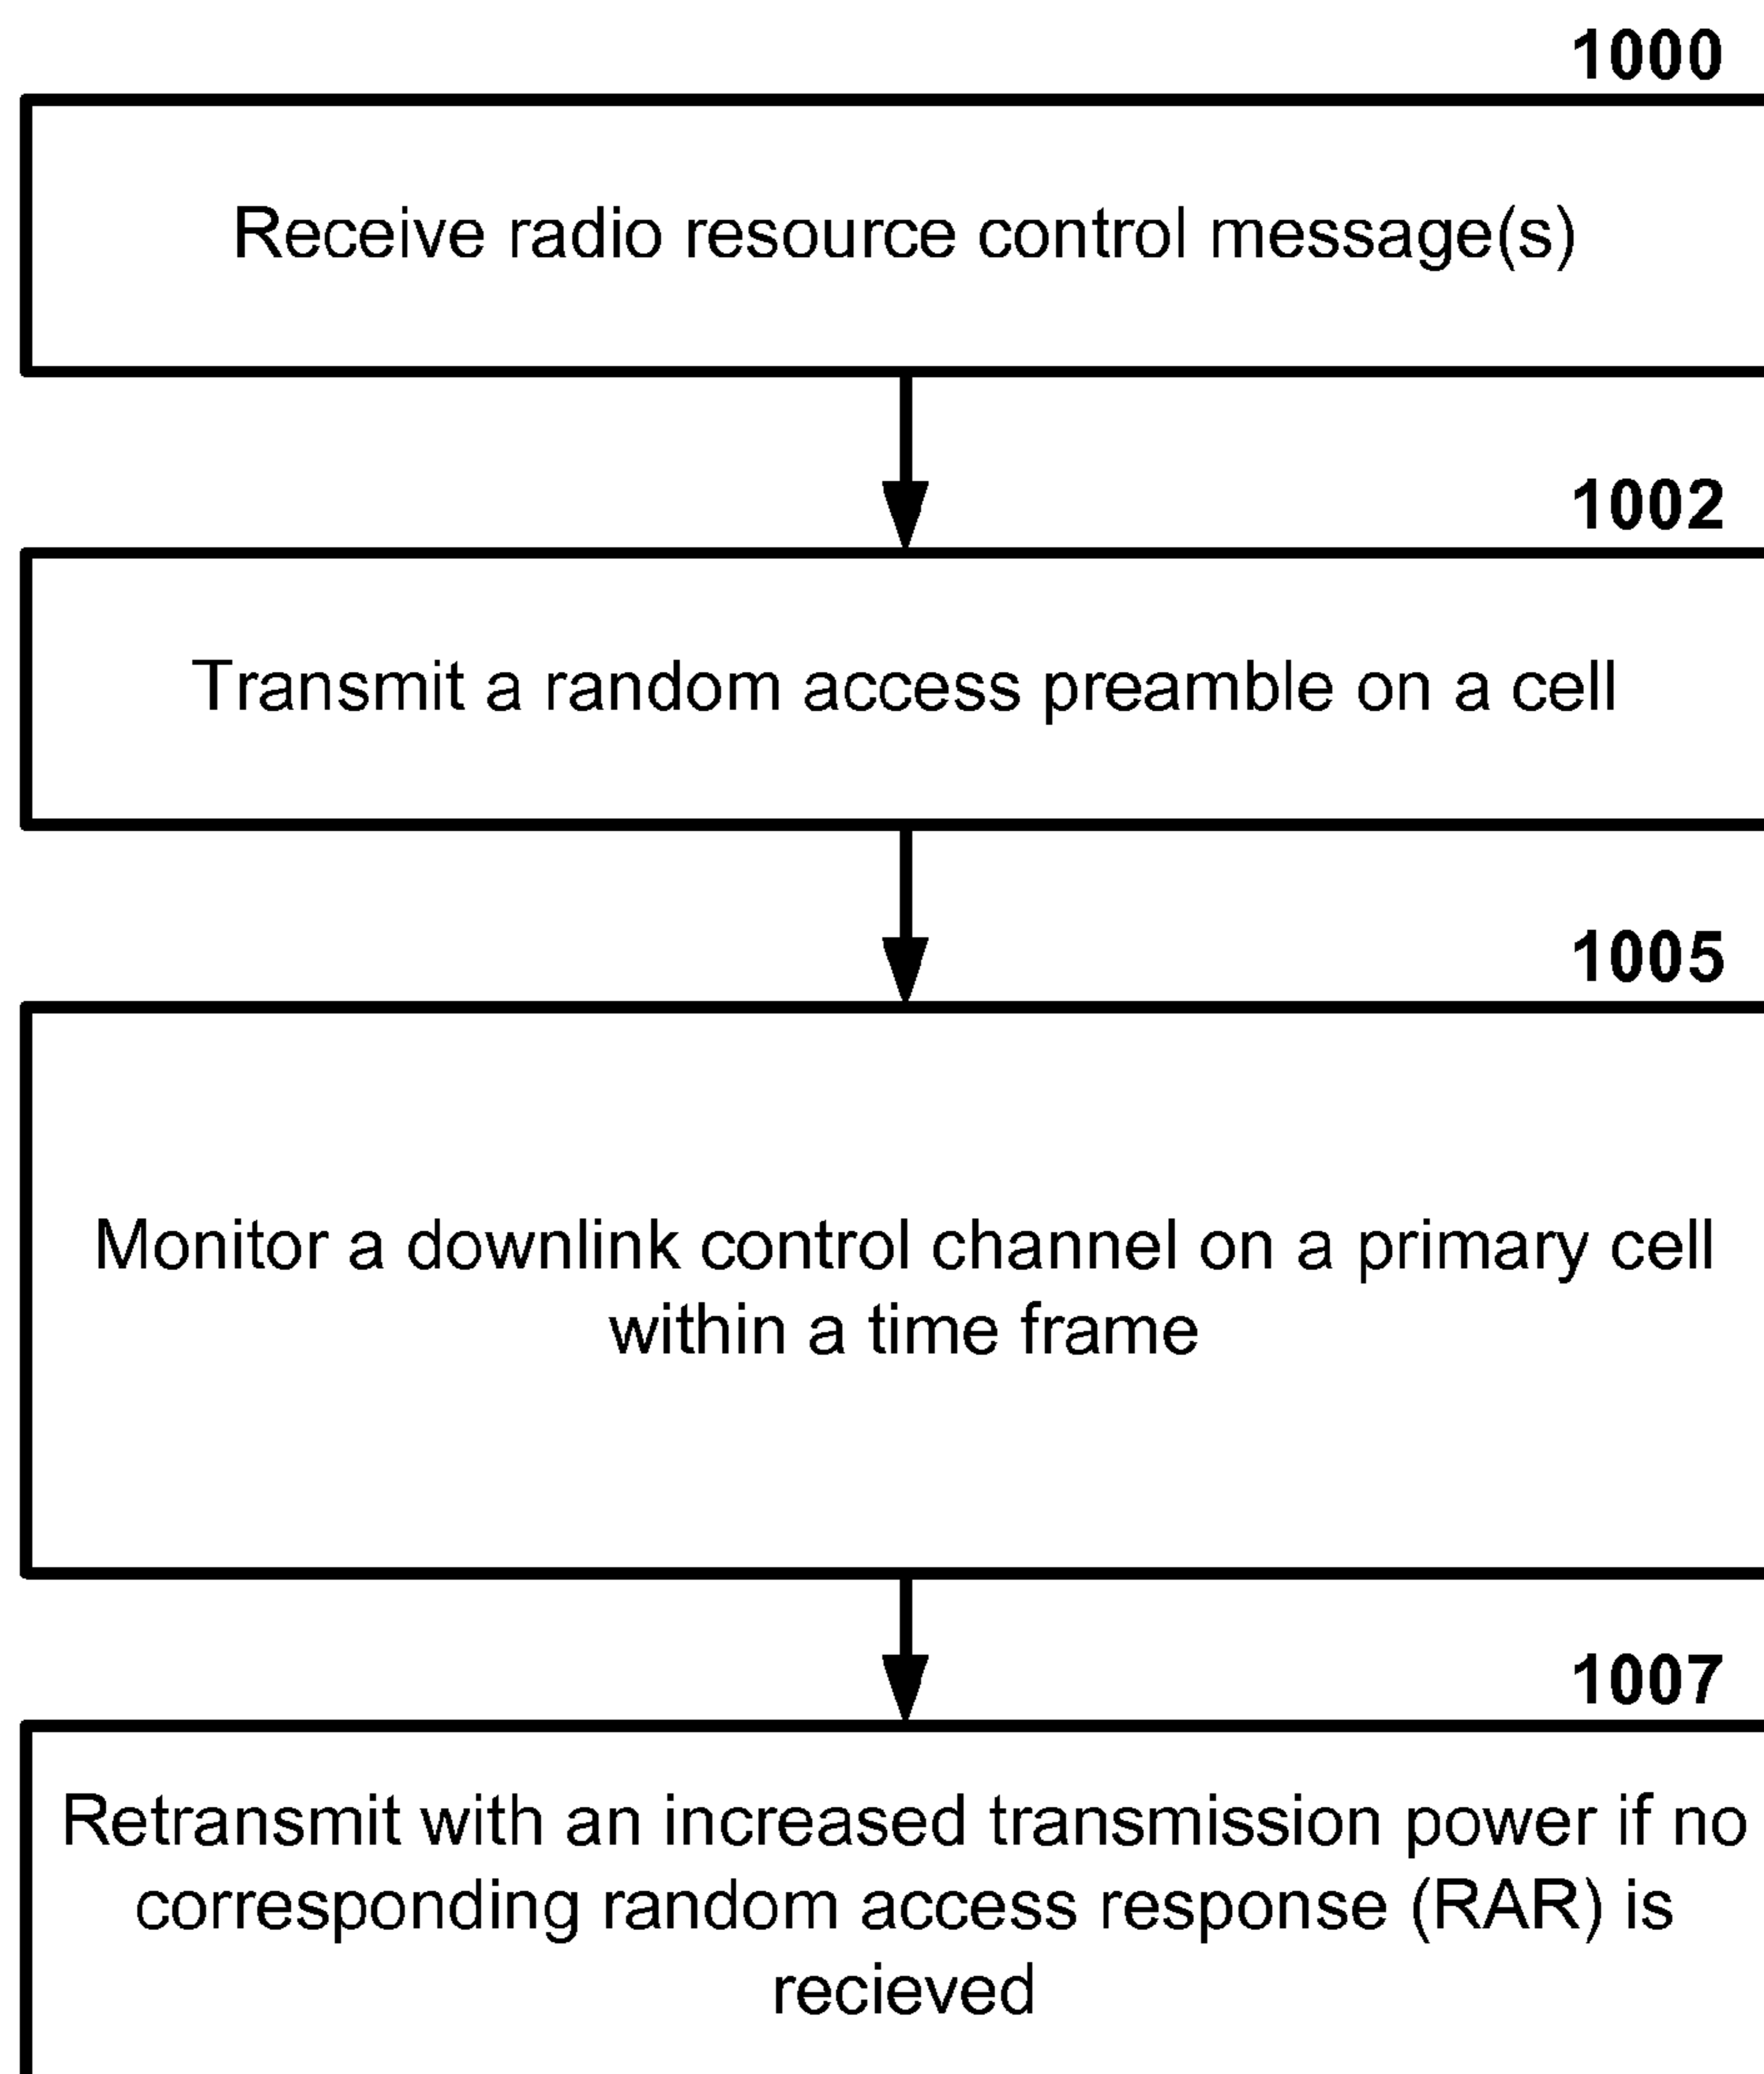 1000
Receive radio resource control message(s)
1002
Transmit a random access preamble on a cell
1005
Monitor a downlink control channel on a primary cell
within a time frame
1007
Retransmit with an increased transmission power if no
corresponding random access response (RAR) is
recieved